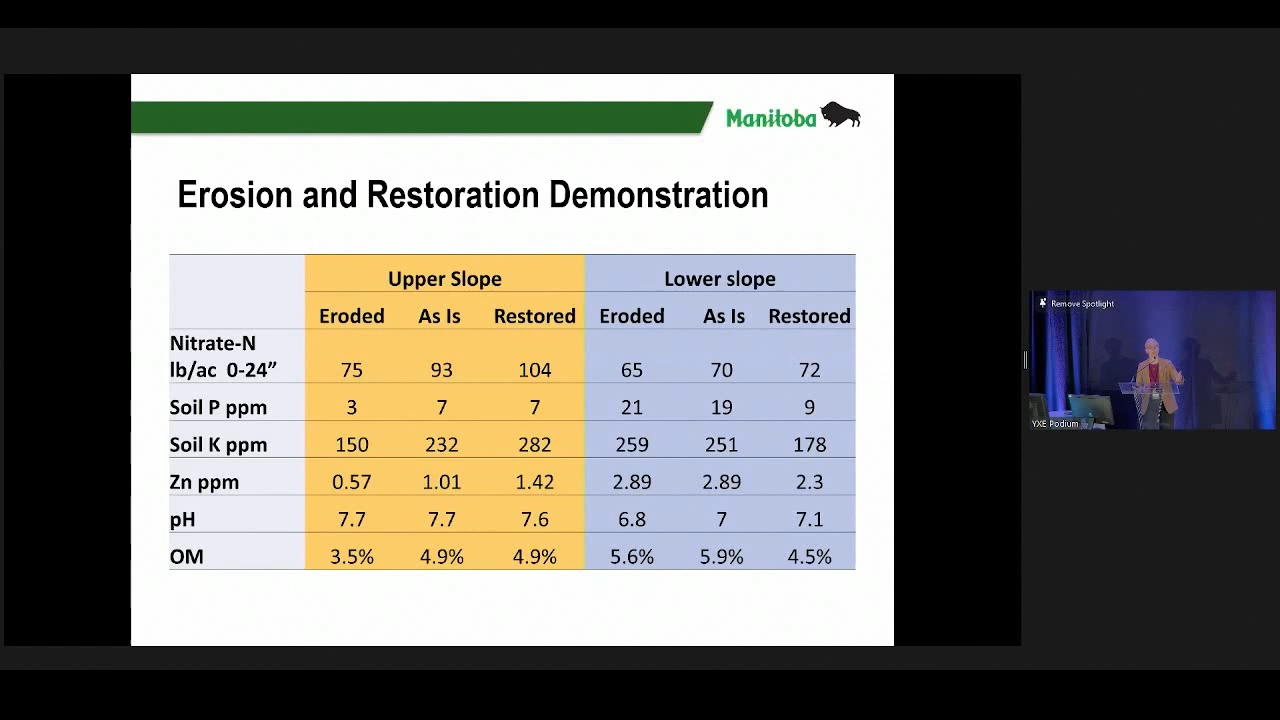 Manitoba
Erosion and Restoration Demonstration
Upper Slope Lower slope
Eroded As Is Restored Eroded As Is Restored
Nitrate-N
lb/ac 0-24” 75 93 104 65 70 72
Soil P ppm 3 7 7 21 19 9
Soil K ppm 150 232 282 259 251 178
Zn ppm 0.57 1.01 1.42 2.89 2.89 2.3
pH 7.7 7.7 7.6 6.8 7 7.1
OM 3.5% 4.9% 4.9% 5.6% 5.9% 4.5%
Remove Spotlight
YXE Podium